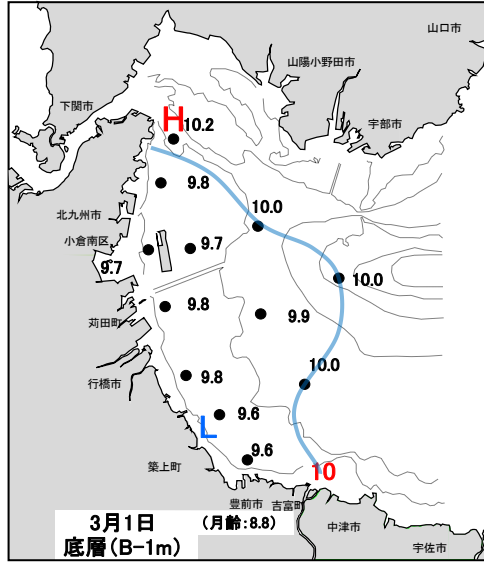 山口市
山陽小野田市
下関市
H
10.2
宇部市
9.8
北九州市
10.0
小倉南区
9.7
9.7
10.0
9.8
9.9
苅田町
9.8
10.0
行橋市
9.6
L
9.6
築上町
10
豊前市
吉富町
3月1日
(月齢:8.8)
中津市
底層(B-1m)
宇佐市